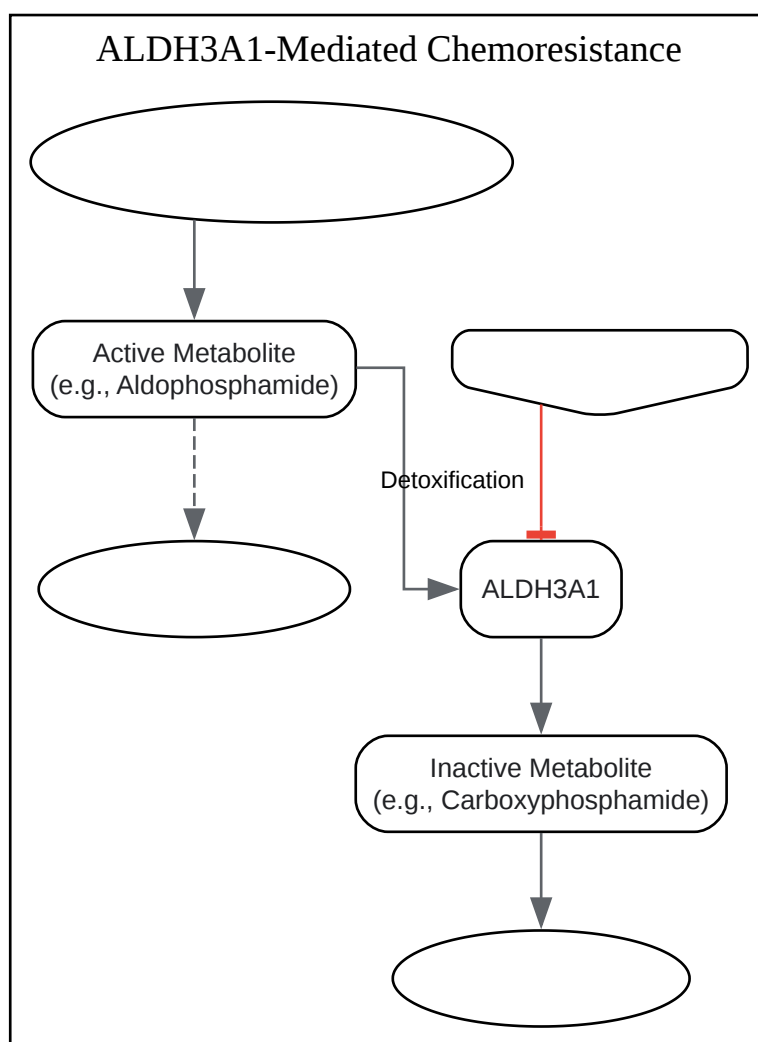 ALDH3A1-Mediated Chemoresistance
Active Metabolite
(e.g., Aldophosphamide)
Detoxification
ALDH3A1
Inactive Metabolite
(e.g., Carboxyphosphamide)